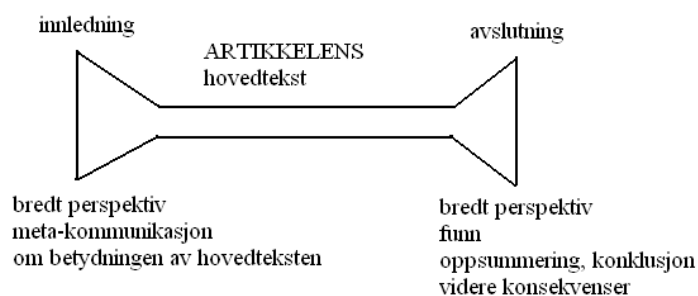 innledning
ARTIKKELENS
hovedtekst
avslutning
bredt perspektiv
meta-kommunikasjon
om betydningen av hovedteksten
bredt perspektiv
funn
oppsummering, konklusjon
videre konsekvenser